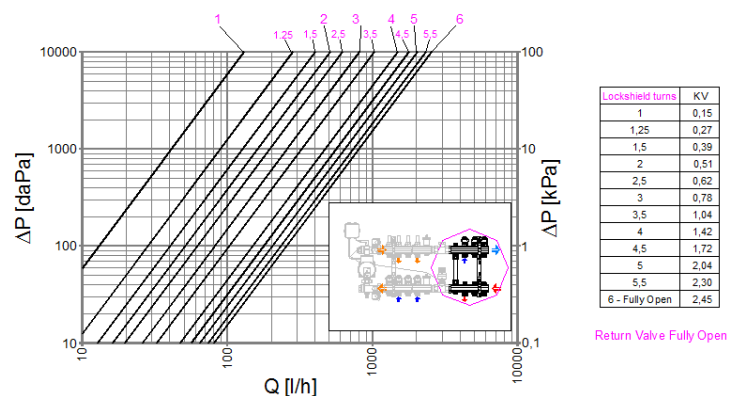 1 1,25 1,5 2 2,5 3 3,5 4 4,5 5 5,5 6
10000
1000
100
10
ΔP [daPa]
100
10
1
0,1
ΔP [kPa]
10 100 1000 10000
Q [l/h]
Lockshield turns KV
1 0,15
1,25 0,27
1,5 0,39
2 0,51
2,5 0,62
3 0,78
3,5 1,04
4 1,42
4,5 1,72
5 2,04
5,5 2,30
6 - Fully Open 2,45
Return Valve Fully Open